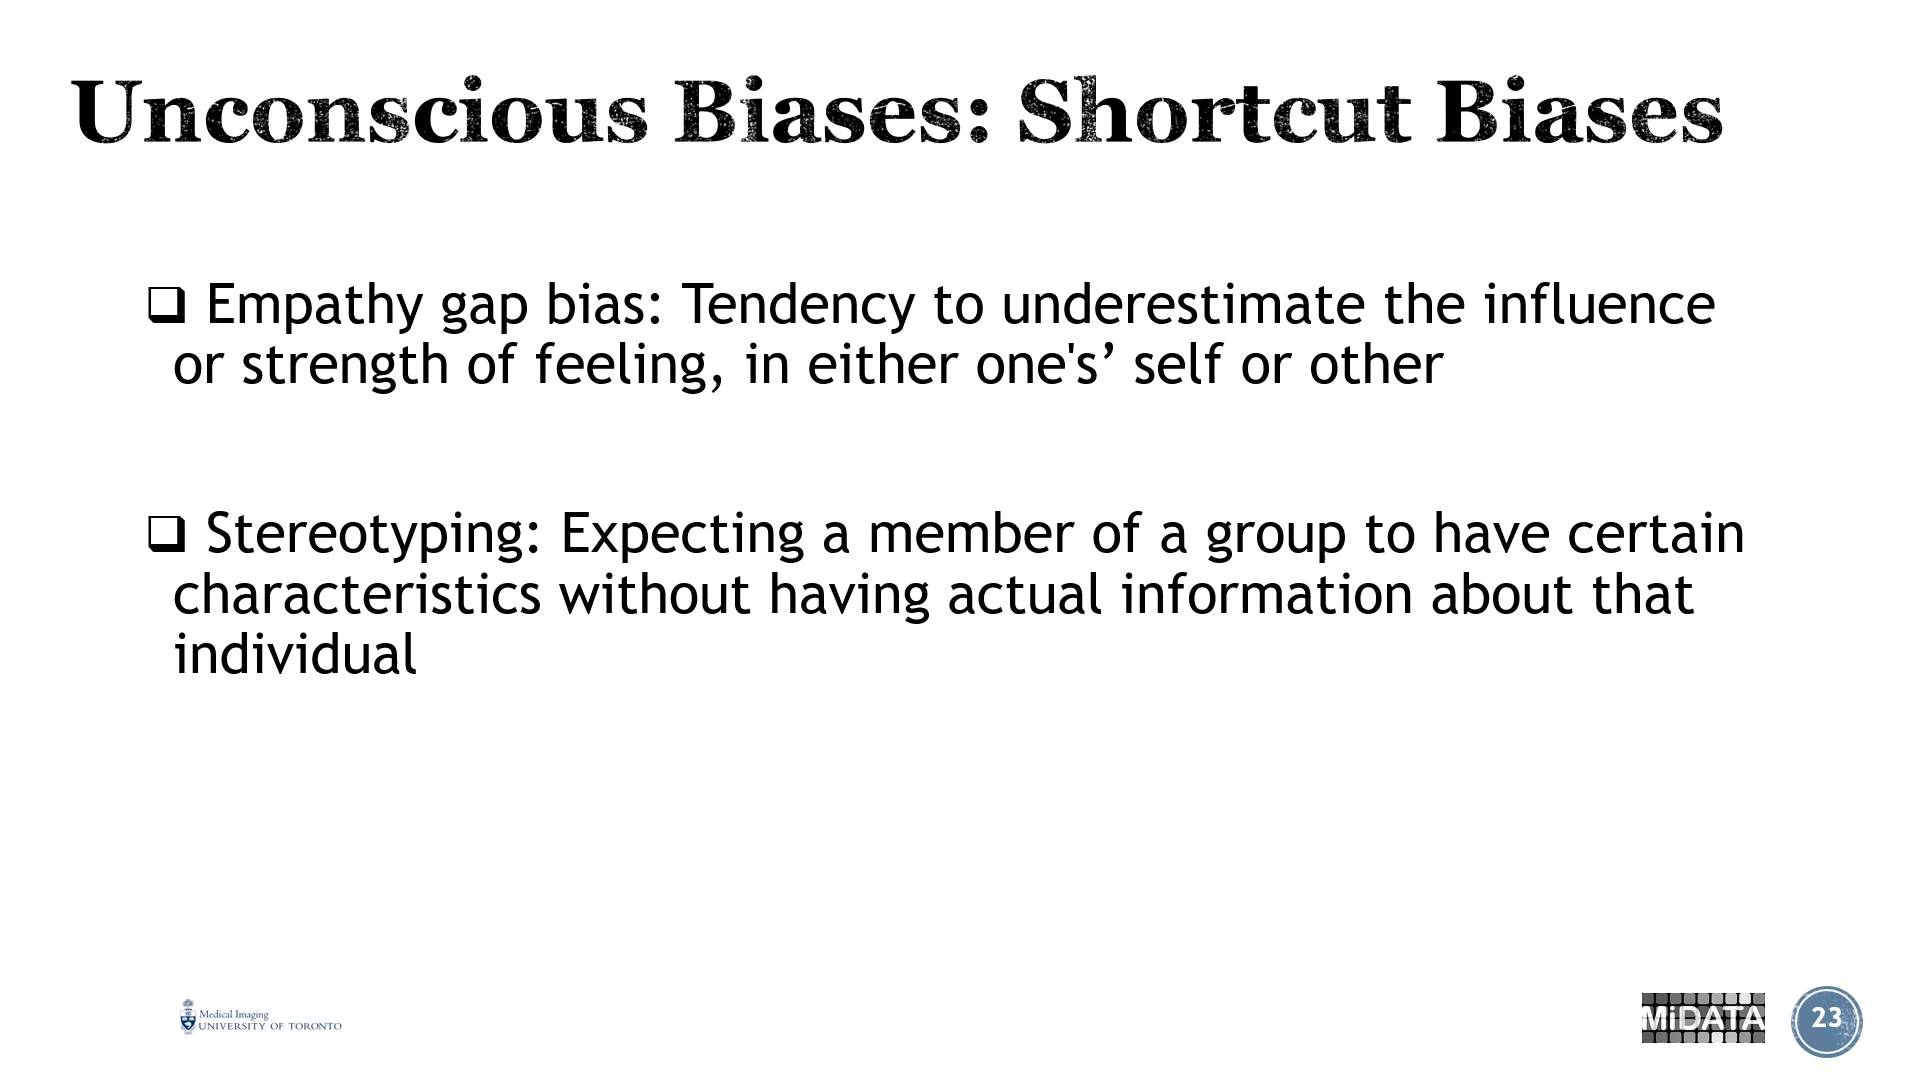 Unconscious Biases: Shortcut Biases
❑ Empathy gap bias: Tendency to underestimate the influence
or strength of feeling, in either one's’ self or other
❑ Stereotyping: Expecting a member of a group to have certain
characteristics without having actual information about that
individual
Medical Imaging
UNIVERSITY OF TORONTO
MiDATA
23